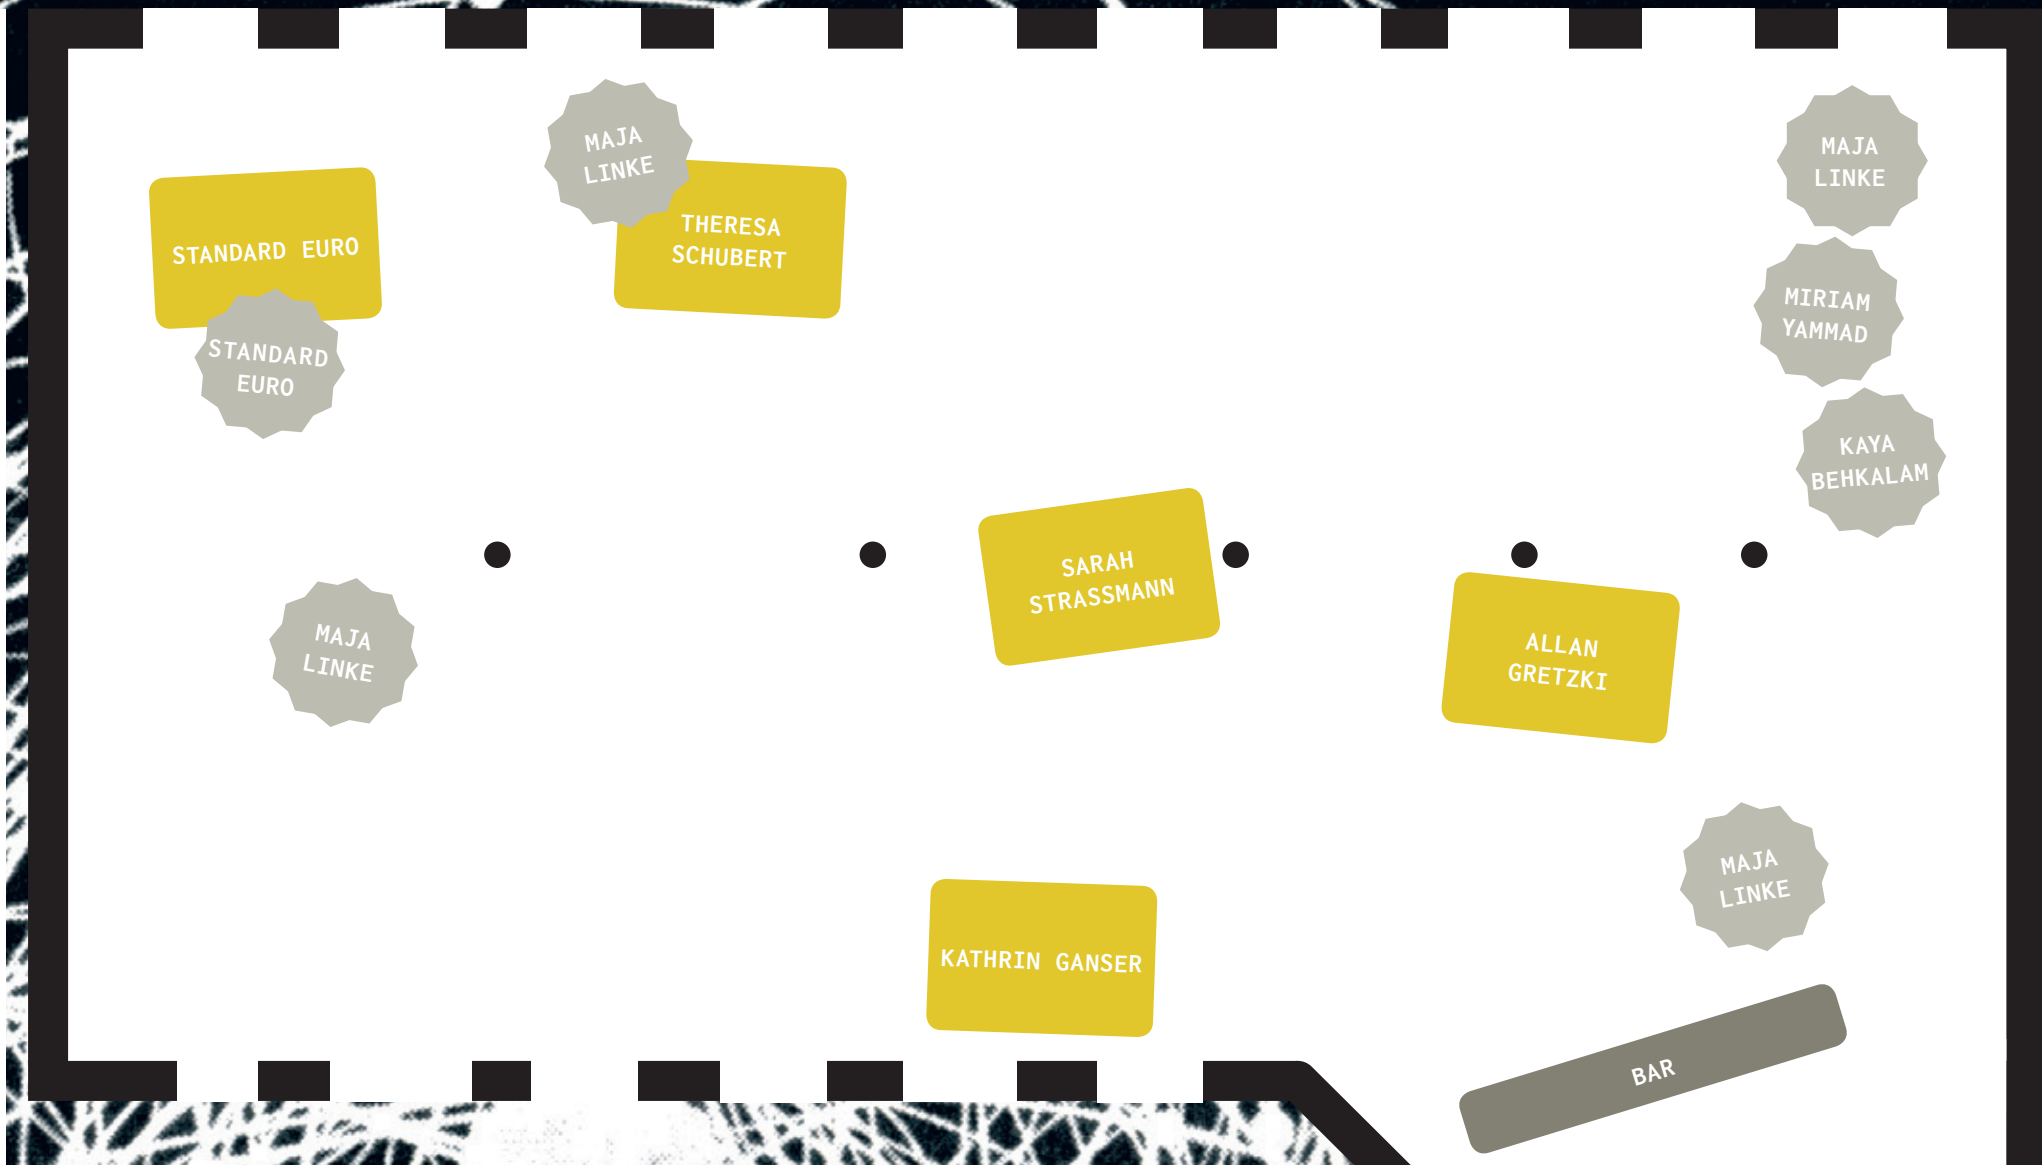 MAJA
LINKE
THERESA
SCHUBERT
STANDARD EURO
STANDARD
EURO
MAJA
LINKE
MIRIAM
YAMMAD
KAYA
BEHKALAM
SARAH
STRASSMANN
MAJA
LINKE
ALLAN
GRETZKI
MAJA
LINKE
KATHRIN GANSER
BAR